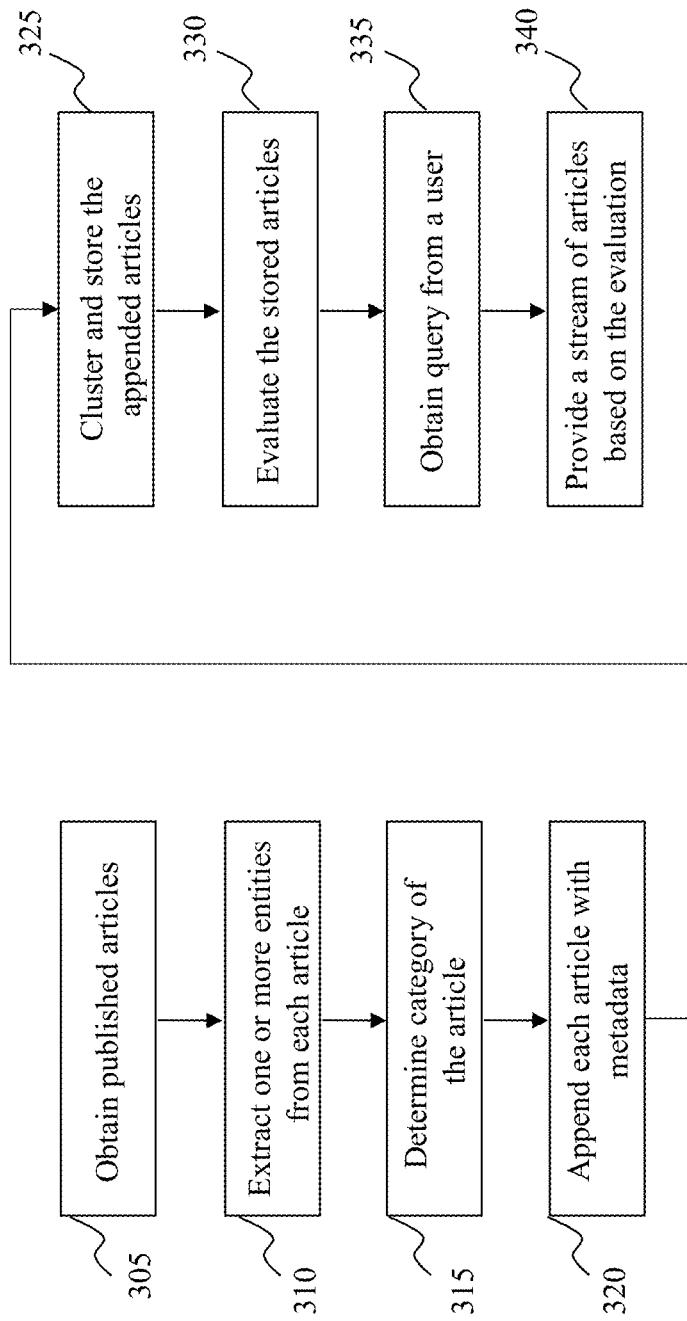 305
Obtain published articles
310
Extract one or more entities
from each article
315
Determine category of
the article
320
Append each article with
metadata
325
Cluster and store the
appended articles
330
Evaluate the stored articles
335
Obtain query from a user
340
Provide a stream of articles
based on the evaluation